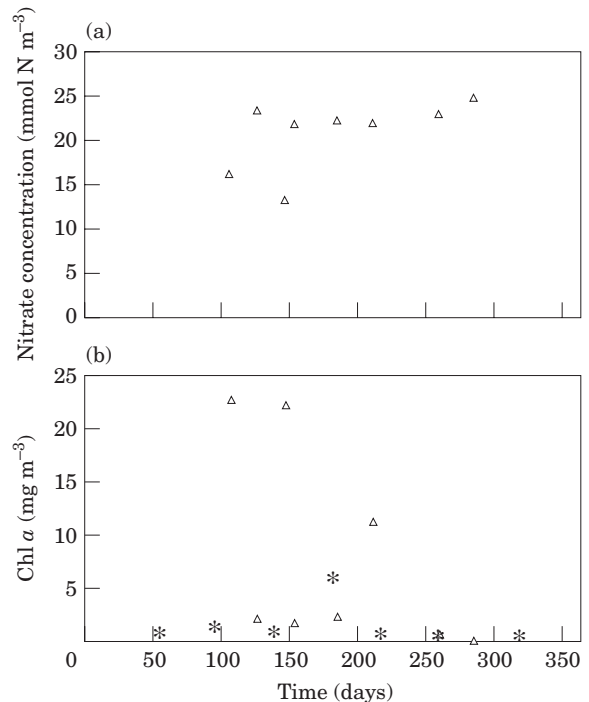 (a)
Nitrate concentration (mmol N m⁻³)
30
25
20
15
10
5
0
(b)
Chl a (mg m⁻³)
25
20
15
10
5
0 50 100 150 200 250 300 350
Time (days)